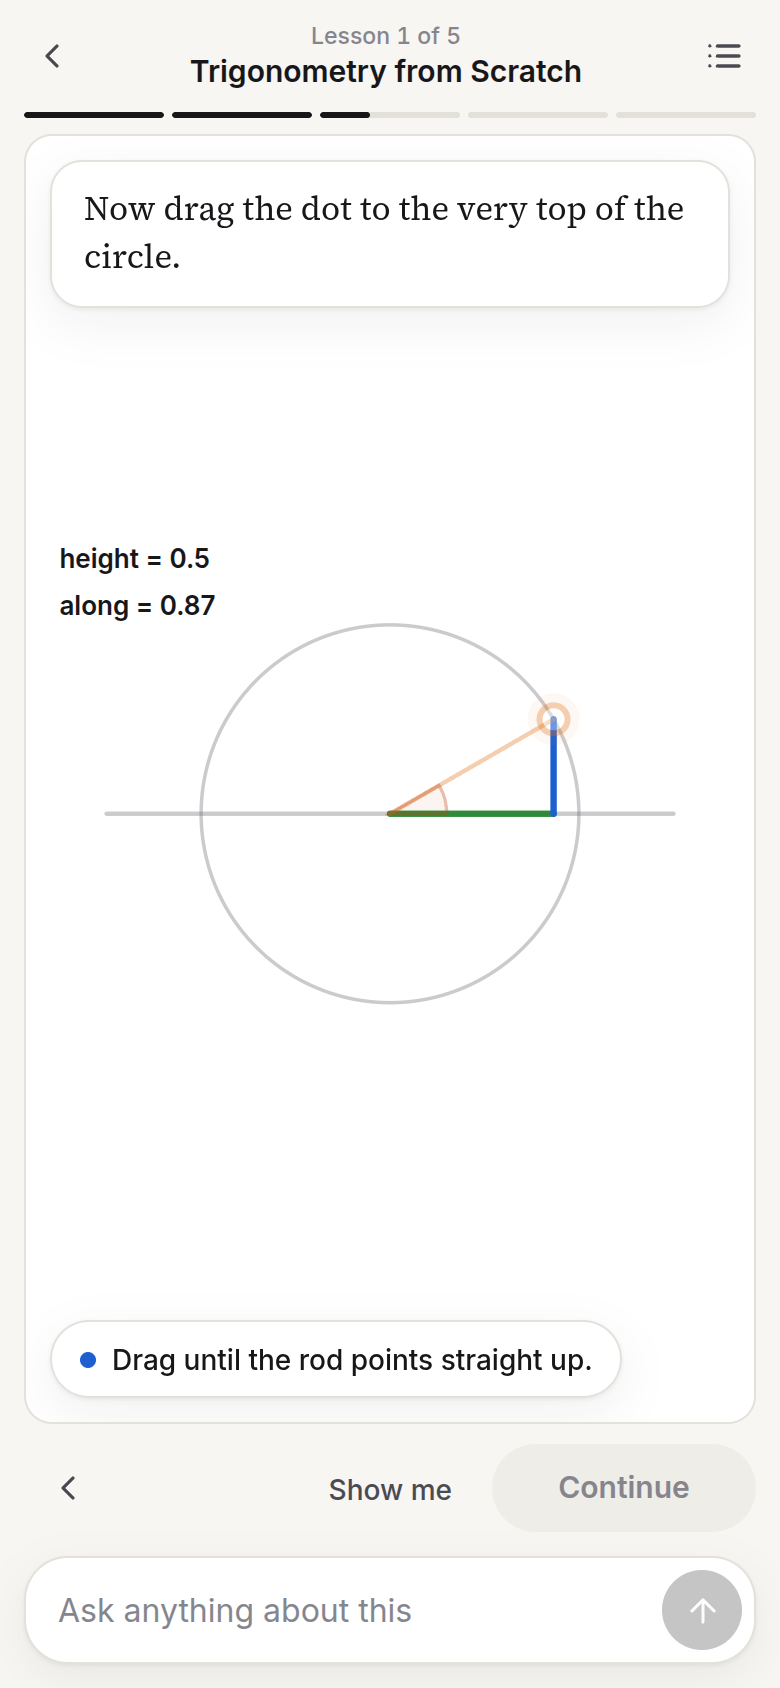 Lesson 1 of 5
Trigonometry from Scratch
Now drag the dot to the very top of the
circle.
height = 0.5
along = 0.87
Drag until the rod points straight up.
Show me
Continue
Ask anything about this